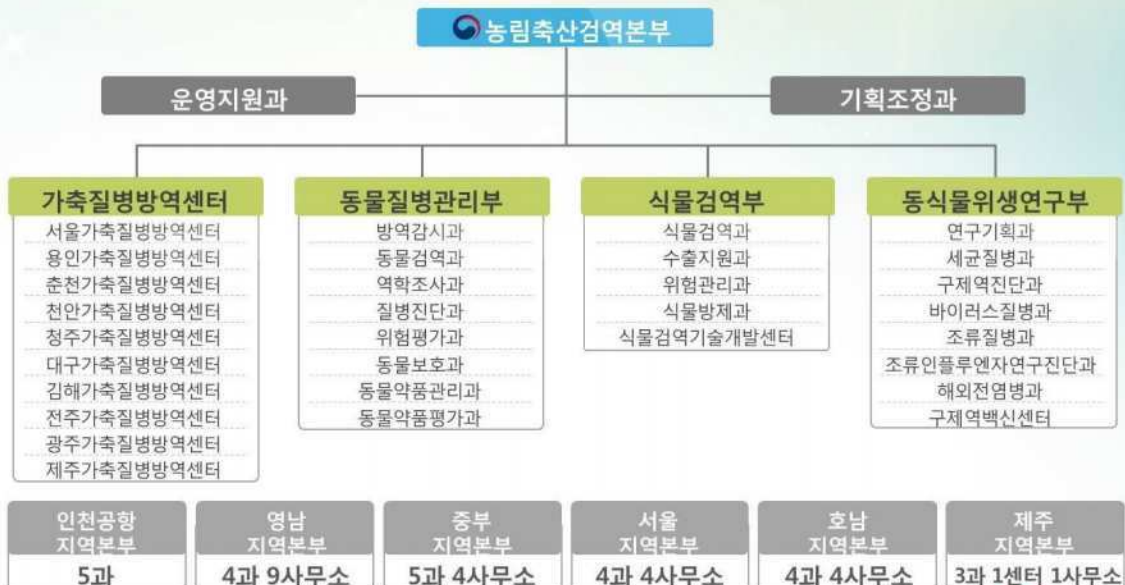 농림축산검역본부
운영지원과
기획조정과
가축질병방역센터
서울가축질병방역센터
용인가축질병방역센터
춘천가축질병방역센터
천안가축질병방역센터
청주가축질병방역센터
대구가축질병방역센터
김해가축질병방역센터
전주가축질병방역센터
광주가축질병방역센터
제주가축질병방역센터
동물질병관리부
방역감시과
동물검역과
역학조사과
질병진단과
위험평가과
동물보호과
동물약품관리과
동물약품평가과
식물검역부
식물검역과
수출지원과
위험관리과
식물방제과
식물검역기술개발센터
동식물위생연구부
연구기획과
세균질병과
구제역진단과
바이러스질병과
조류질병과
조류인플루엔자연구진단과
해외전염병과
구제역백신센터
인천공항
지역본부
5과
영남
지역본부
4과 9사무소
중부
지역본부
5과 4사무소
서울
지역본부
4과 4사무소
호남
지역본부
4과 4사무소
제주
지역본부
3과 1센터 1사무소